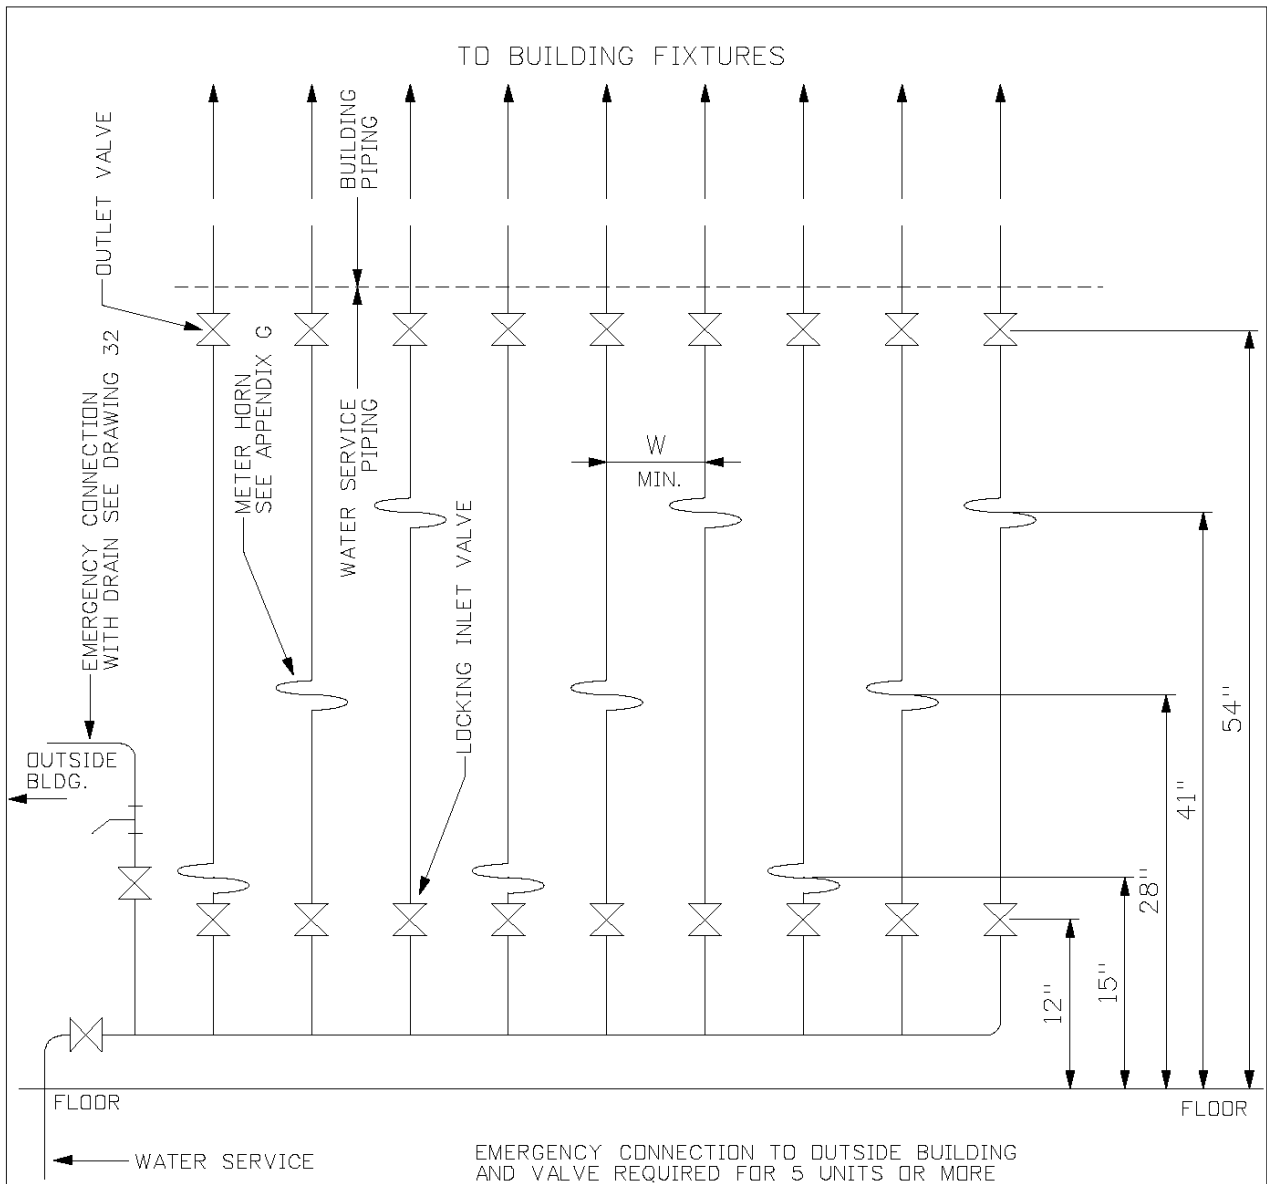 TO BUILDING FIXTURES
OUTLET VALVE
BUILDING
PIPING
EMERGENCY CONNECTION
WITH DRAIN SEE DRAWING 32
METER HORN
SEE APPENDIX G
WATER SERVICE
PIPING
W
MIN.
LOCKING INLET VALVE
OUTSIDE
BLDG.
12"
15"
28"
41"
54"
FLOOR
FLOOR
WATER SERVICE
EMERGENCY CONNECTION TO OUTSIDE BUILDING
AND VALVE REQUIRED FOR 5 UNITS OR MORE